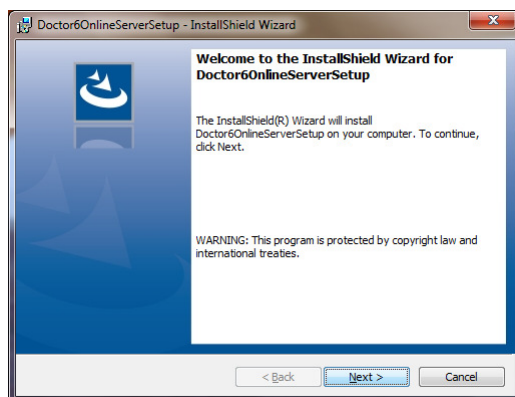 Doctor6OnlineServerSetup - InstallShield Wizard
Welcome to the InstallShield Wizard for
Doctor6OnlineServerSetup
The InstallShield(R) Wizard will install
Doctor6OnlineServerSetup on your computer. To continue,
click Next.
WARNING: This program is protected by copyright law and
international treaties.
< Back
Next >
Cancel